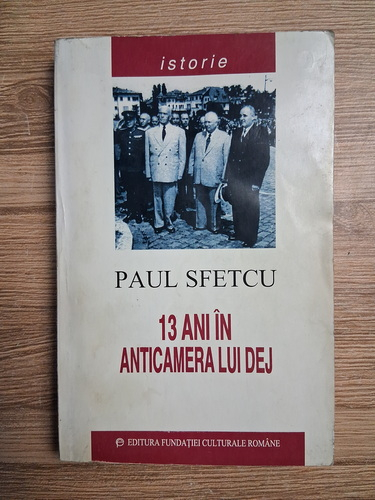 istorie
PAUL SFETCU
13 ANI ÎN
ANTICAMERA LUI DEJ
EDITURA FUNDAȚIEI CULTURALE ROMÂNE